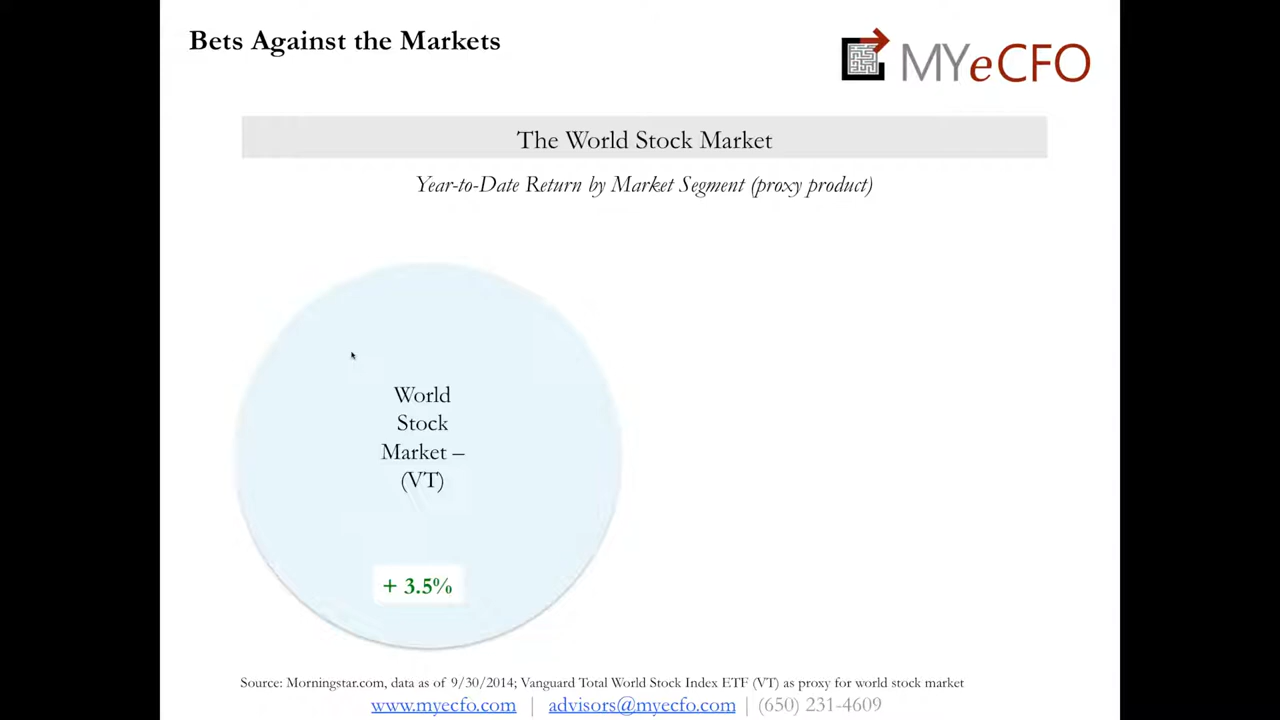 Bets Against the Markets
MYeCFO
The World Stock Market
Year-to-Date Return by Market Segment (proxy product)
World
Stock
Market –
(VT)
+ 3.5%
Source: Morningstar.com, data as of 9/30/2014; Vanguard Total World Stock Index ETF (VT) as proxy for world stock market
www.myecfo.com | advisors@myecfo.com | (650) 231-4609